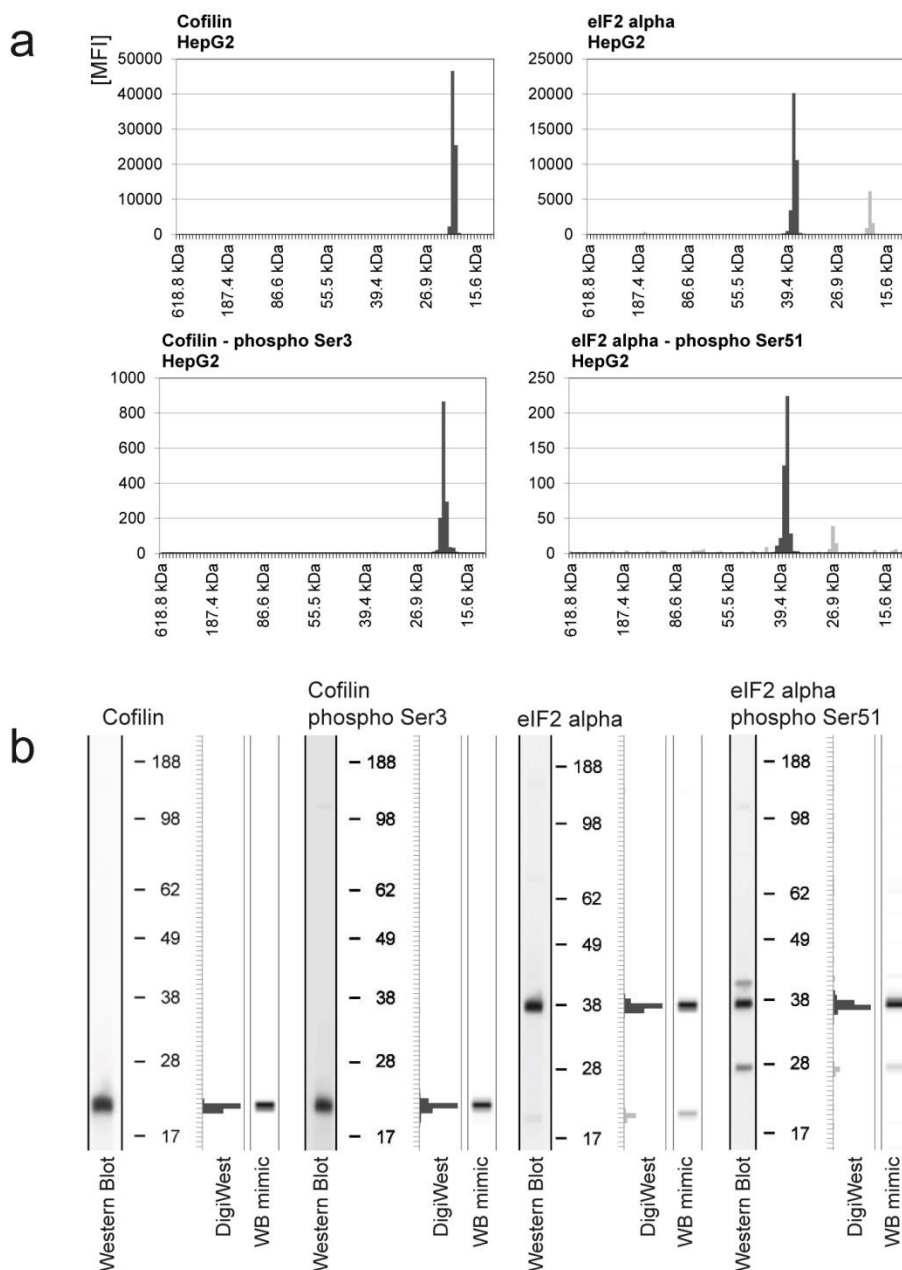 a
Cofilin
HepG2
[MFI]
50000
40000
30000
20000
10000
0
618.8 kDa
187.4 kDa
86.6 kDa
55.5 kDa
39.4 kDa
26.9 kDa
15.6 kDa
eIF2 alpha
HepG2
25000
20000
15000
10000
5000
0
618.8 kDa
187.4 kDa
86.6 kDa
55.5 kDa
39.4 kDa
26.9 kDa
15.6 kDa
Cofilin - phospho Ser3
HepG2
1000
800
600
400
200
0
618.8 kDa
187.4 kDa
86.6 kDa
55.5 kDa
39.4 kDa
26.9 kDa
15.6 kDa
eIF2 alpha - phospho Ser51
HepG2
250
200
150
100
50
0
618.8 kDa
187.4 kDa
86.6 kDa
55.5 kDa
39.4 kDa
26.9 kDa
15.6 kDa
b
Cofilin
188
98
62
49
38
28
17
Western Blot
DigiWest
WB mimic
Cofilin
phospho Ser3
188
98
62
49
38
28
17
Western Blot
DigiWest
WB mimic
eIF2 alpha
188
98
62
49
38
28
17
Western Blot
DigiWest
WB mimic
eIF2 alpha
phospho Ser51
188
98
62
49
38
28
17
Western Blot
DigiWest
WB mimic